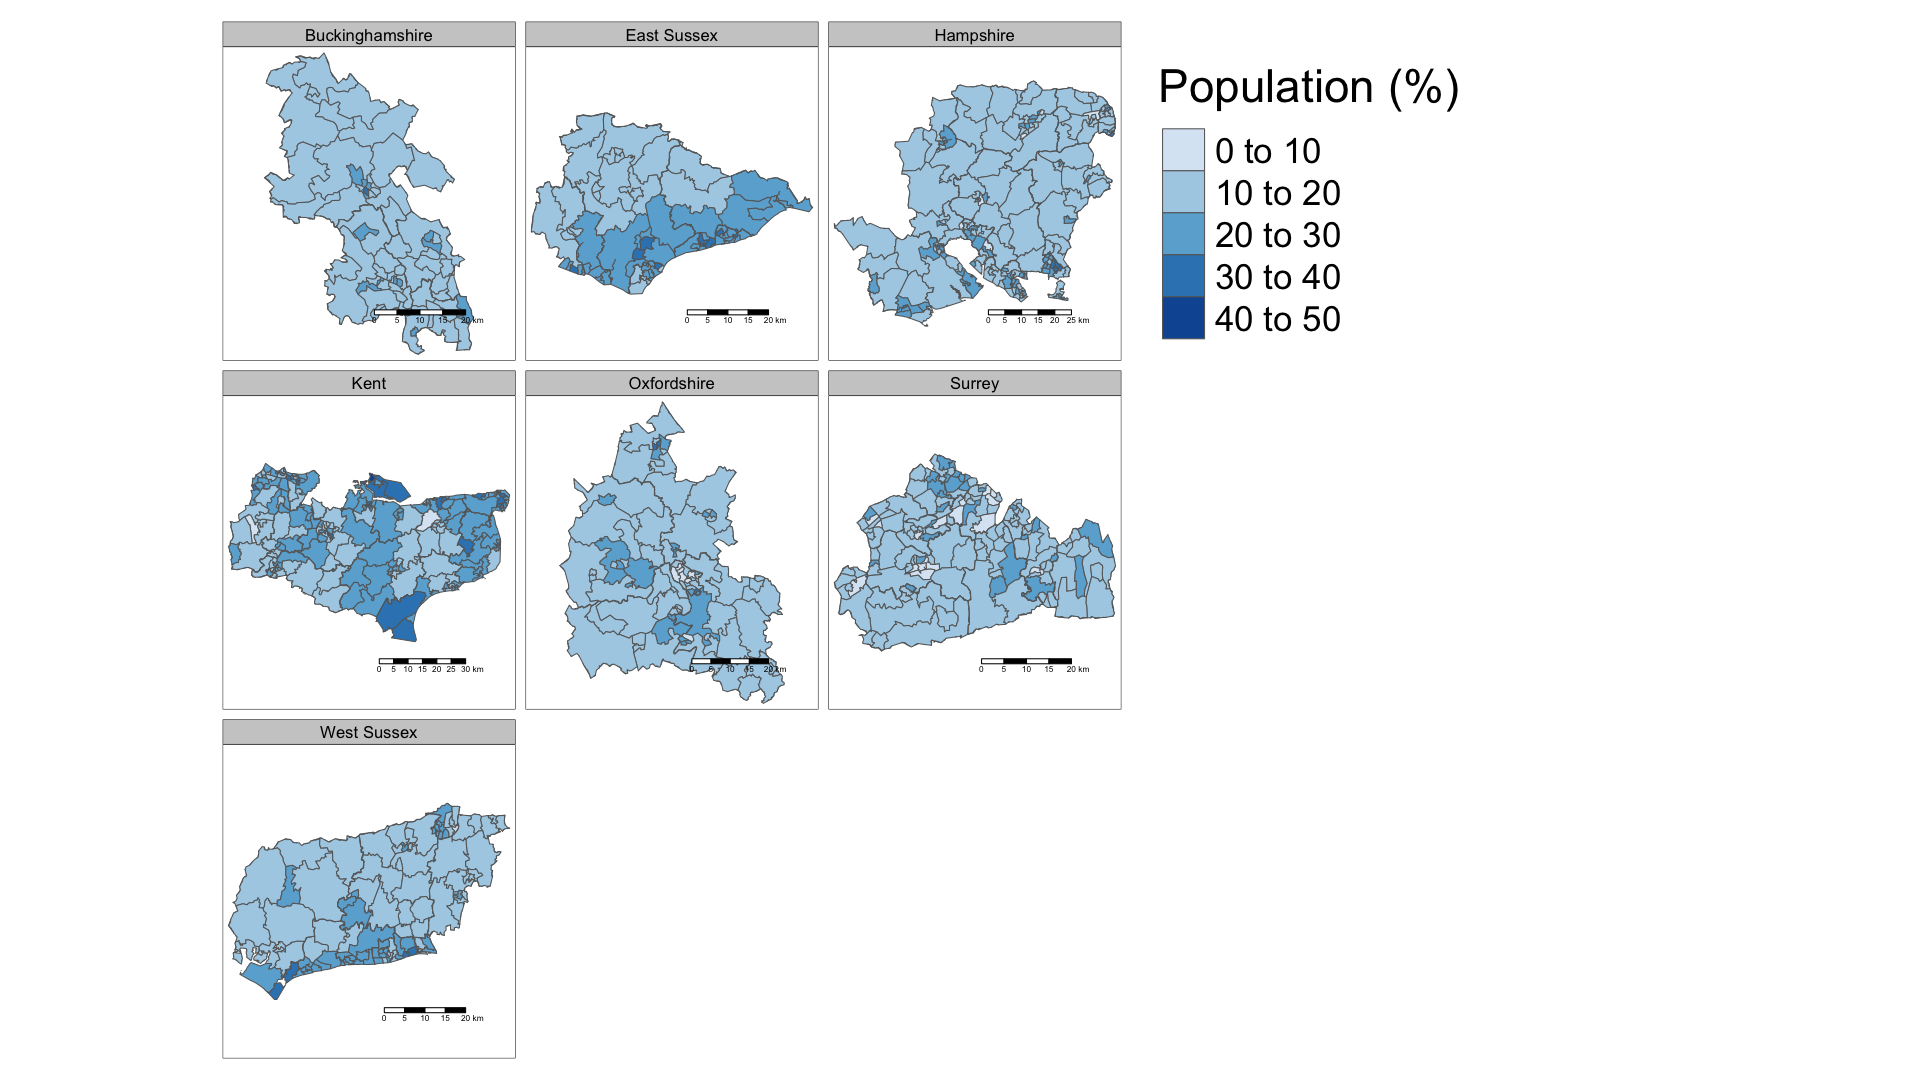 Buckinghamshire
East Sussex
Hampshire
Population (%)
0 to 10
10 to 20
20 to 30
30 to 40
40 to 50
0 5 10 15 20 km
0 5 10 15 20 km
0 5 10 15 20 25 km
Kent
Oxfordshire
Surrey
0 5 10 15 20 25 30 km
0 5 10 15 20 km
0 5 10 15 20 km
West Sussex
0 5 10 15 20 km